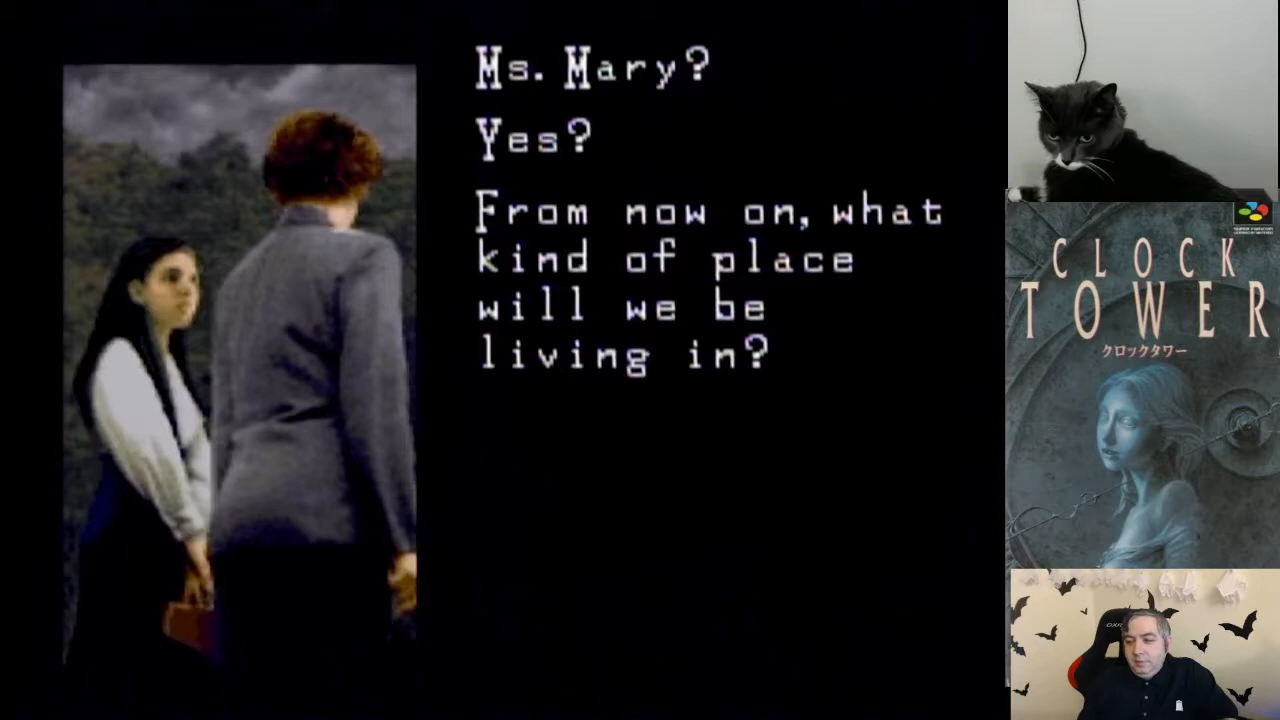 Ms. Mary?
Yes?
From now on, what
kind of place
will we be
living in?
CLOCK
TOWER
クロックタワー